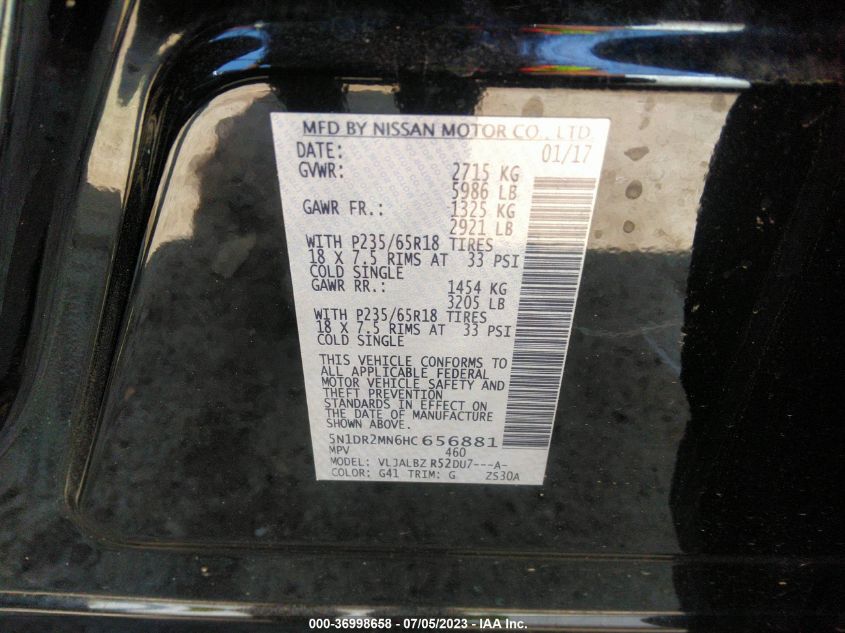 MFD BY NISSAN MOTOR CO., LTD.
DATE: 01/17
GVWR: 2715 KG
5986 LB
GAWR FR.: 1325 KG
2921 LB
WITH P235/65R18 TIRES
18 X 7.5 RIMS AT 33 PSI
COLD SINGLE
GAWR RR.: 1454 KG
3205 LB
WITH P235/65R18 TIRES
18 X 7.5 RIMS AT 33 PSI
COLD SINGLE
THIS VEHICLE CONFORMS TO
ALL APPLICABLE FEDERAL
MOTOR VEHICLE SAFETY AND
THEFT PREVENTION
STANDARDS IN EFFECT ON
THE DATE OF MANUFACTURE
SHOWN ABOVE.
5N1DR2MN6HC656881
MPV 460
MODEL: VLJALBZ R52DU7---A-
COLOR: G41 TRIM: G ZS30A
000-36998658 - 07/05/2023 - IAA Inc.